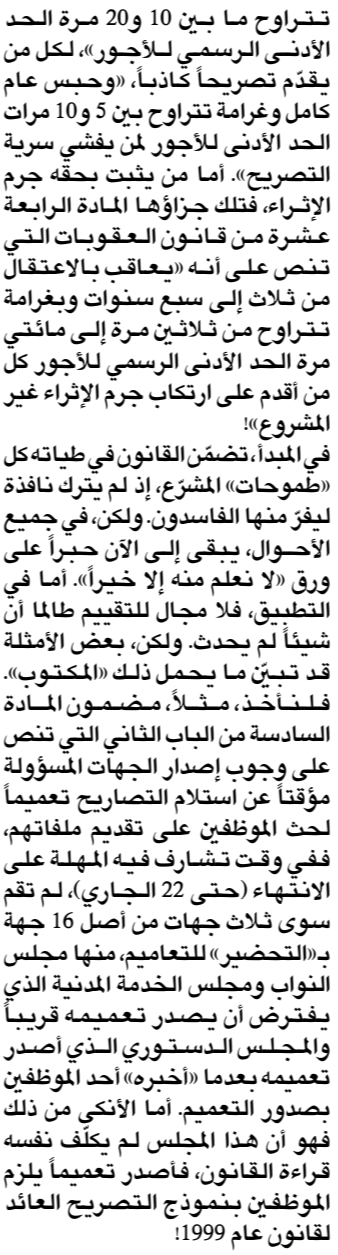 تتراوح ما بين 10 و20 مرة الحد
الأدنى الرسمي للأجور»، لكل من
يقدّم تصريحاً كاذباً، «وحبس عام
كامل وغرامة تتراوح بين 5 و10 مرات
الحد الأدنى للأجور لمن يفشي سرية
التصريح». أما من يثبت بحقه جرم
الإثراء، فتلك جزاؤها المادة الرابعة
عشرة من قانون العقوبات التي
تنص على أنه «يعاقب بالاعتقال
من ثلاث إلى سبع سنوات وبغرامة
تتراوح من ثلاثين مرة إلى مائتي
مرة الحد الأدنى الرسمي للأجور كل
من أقدم على ارتكاب جرم الإثراء غير
المشروع»!
في المبدأ، تضمّن القانون في طياته كل
«طموحات» المشرّع، إذ لم يترك نافذة
ليفرّ منها الفاسدون. ولكن، في جميع
الأحوال، يبقى إلى الآن حبراً على
ورق «لا نعلم منه إلا خيراً». أما في
التطبيق، فلا مجال للتقييم طالما أن
شيئاً لم يحدث. ولكن، بعض الأمثلة
قد تبيّن ما يحمل ذلك «المكتوب».
فلنأخذ، مثلاً، مضمون المادة
السادسة من الباب الثاني التي تنص
على وجوب إصدار الجهات المسؤولة
مؤقتاً عن استلام التصاريح تعميماً
لحث الموظفين على تقديم ملفاتهم،
ففي وقت تشارف فيه المهلة على
الانتهاء (حتى 22 الجاري)، لم تقم
سوى ثلاث جهات من أصل 16 جهة
بـ«التحضير» للتعاميم، منها مجلس
النواب ومجلس الخدمة المدنية الذي
يفترض أن يصدر تعميمه قريباً
والمجلس الدستوري الذي أصدر
تعميمه بعدما «أخبره» أحد الموظفين
بصدور التعميم. أما الأنكى من ذلك
فهو أن هذا المجلس لم يكلّف نفسه
قراءة القانون، فأصدر تعميماً يلزم
الموظفين بنموذج التصريح العائد
لقانون عام 1999!